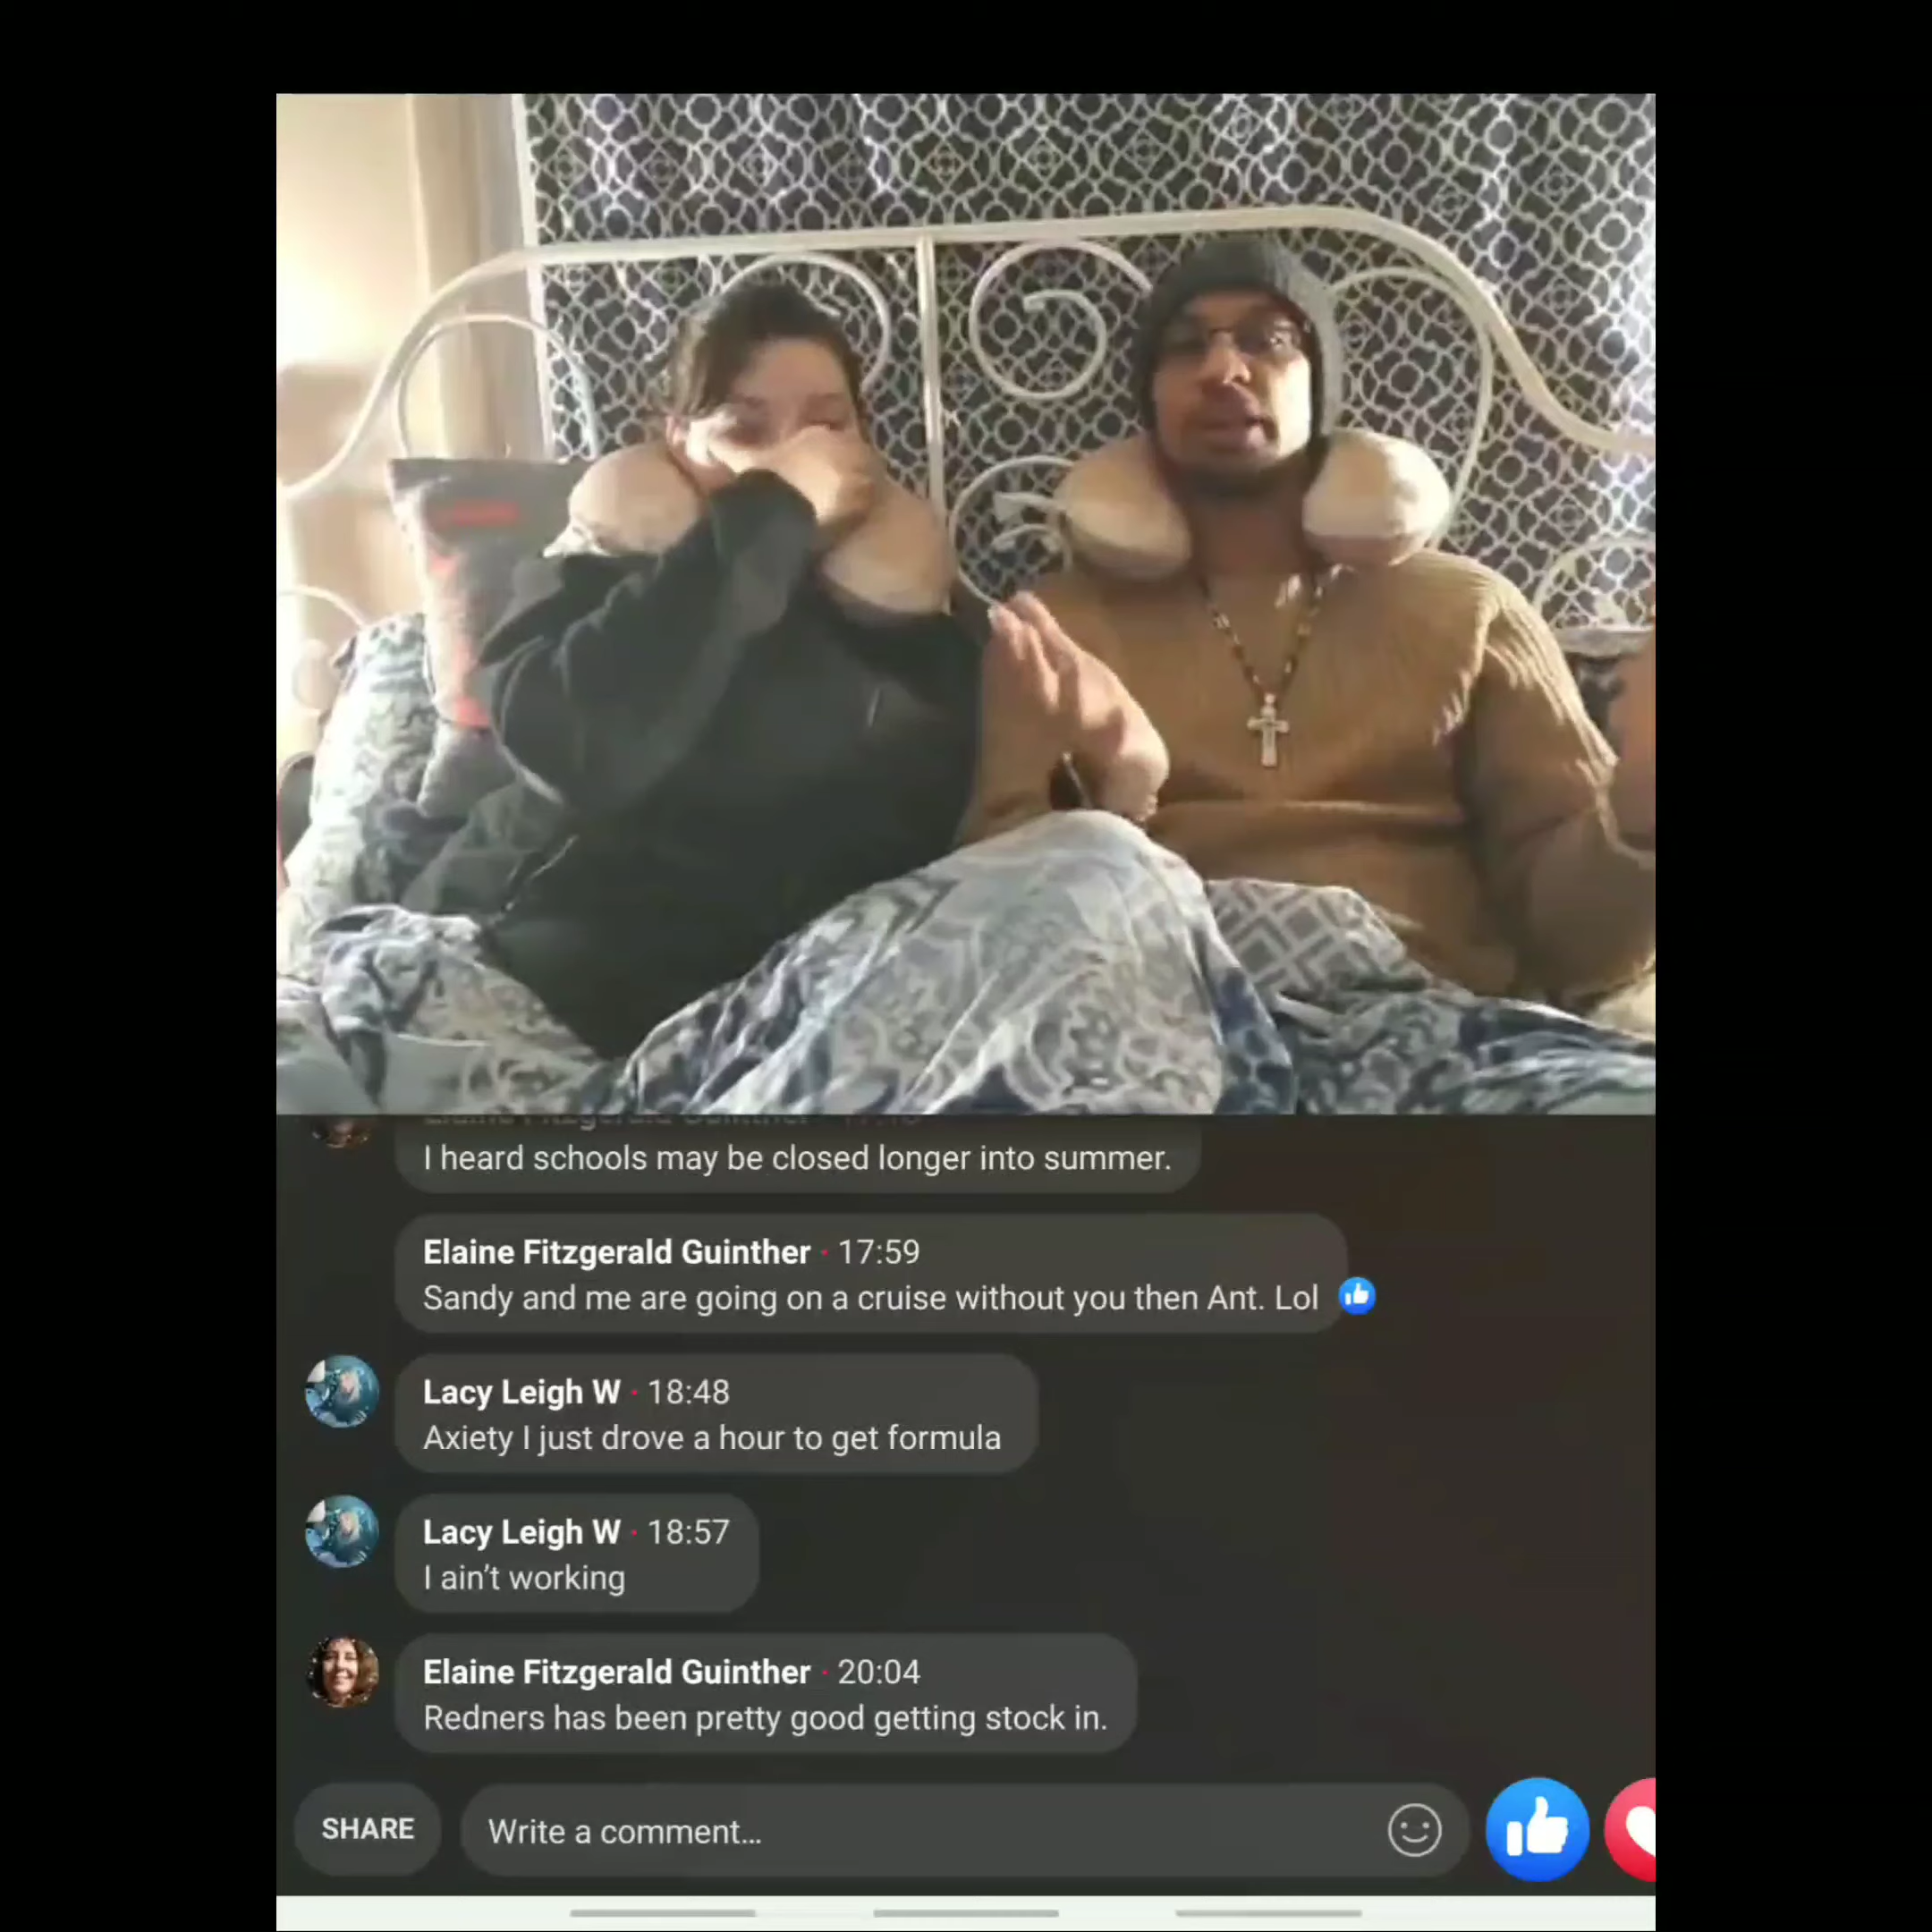 I heard schools may be closed longer into summer.
Elaine Fitzgerald Guinther · 17:59
Sandy and me are going on a cruise without you then Ant. Lol
Lacy Leigh W · 18:48
Axiety I just drove a hour to get formula
Lacy Leigh W · 18:57
I ain't working
Elaine Fitzgerald Guinther · 20:04
Redners has been pretty good getting stock in.
SHARE
Write a comment...